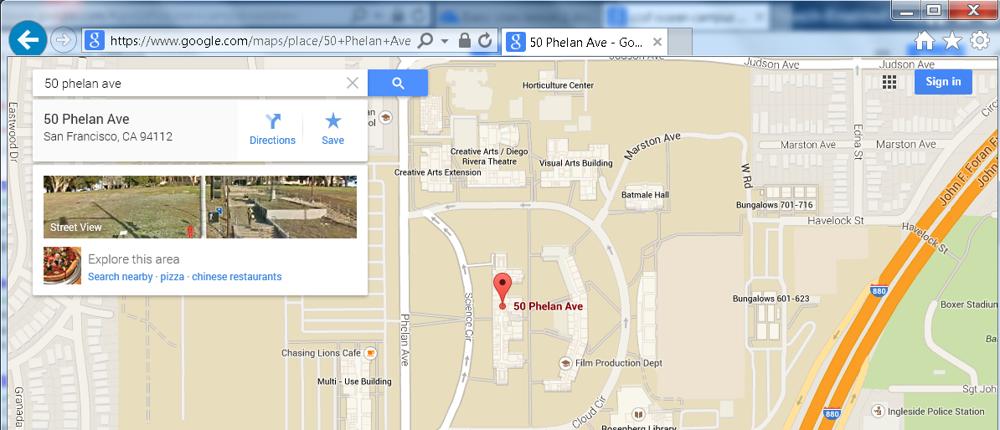 https://www.google.com/maps/place/50+Phelan+Ave
50 Phelan Ave - Go...
50 phelan ave
Sign in
50 Phelan Ave
San Francisco, CA 94112
Directions
Save
Street View
Explore this area
Search nearby · pizza · chinese restaurants
Judson Ave
Judson Ave
Judson Ave
Horticulture Center
Eastwood Dr
Edna St
Marston Ave
Marston Ave
Marston Ave
Creative Arts / Diego
Rivera Theatre
Creative Arts Extension
Visual Arts Building
Batmale Hall
W Rd
Bungalows 701-716
Havelock St
Havelock St
John F. Foran F
John
880
Bungalows 601-623
Boxer Stadium
50 Phelan Ave
Science Cir
Phelan Ave
Chasing Lions Cafe
Multi - Use Building
Film Production Dept
Cloud Cir
Rosenberg Library
Granada
880
Sgt Joh
Ingleside Police Station